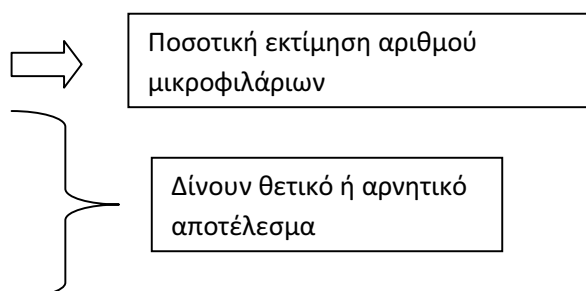 Ποσοτική εκτίμηση αριθμού
μικροφιλάριων
Δίνουν θετικό ή αρνητικό
αποτέλεσμα